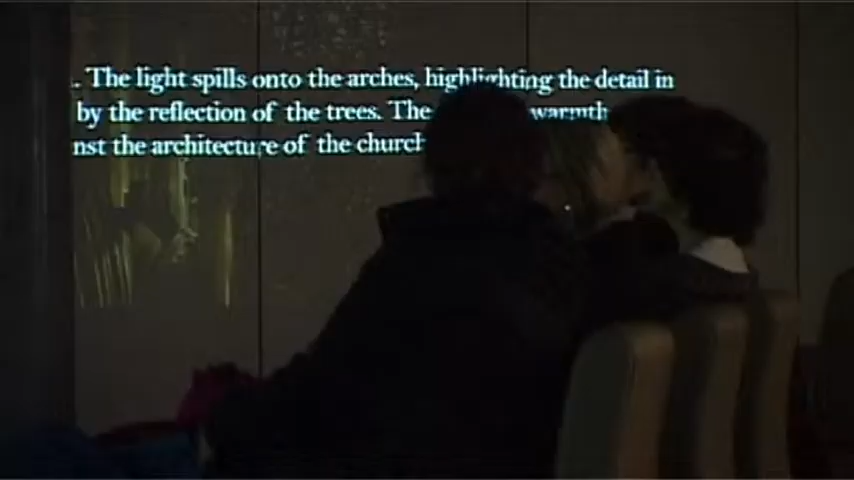 . The light spills onto the arches, highlighting the detail in
by the reflection of the trees. The warmth
nst the architecture of the church